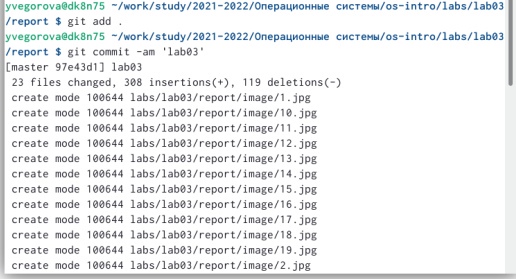 yvegorova@dk8n75 ~/work/study/2021-2022/Операционные системы/os-intro/labs/lab03
/report $ git add .
yvegorova@dk8n75 ~/work/study/2021-2022/Операционные системы/os-intro/labs/lab03
/report $ git commit -am 'lab03'
[master 97e43d1] lab03
 23 files changed, 308 insertions(+), 119 deletions(-)
 create mode 100644 labs/lab03/report/image/1.jpg
 create mode 100644 labs/lab03/report/image/10.jpg
 create mode 100644 labs/lab03/report/image/11.jpg
 create mode 100644 labs/lab03/report/image/12.jpg
 create mode 100644 labs/lab03/report/image/13.jpg
 create mode 100644 labs/lab03/report/image/14.jpg
 create mode 100644 labs/lab03/report/image/15.jpg
 create mode 100644 labs/lab03/report/image/16.jpg
 create mode 100644 labs/lab03/report/image/17.jpg
 create mode 100644 labs/lab03/report/image/18.jpg
 create mode 100644 labs/lab03/report/image/19.jpg
 create mode 100644 labs/lab03/report/image/2.jpg